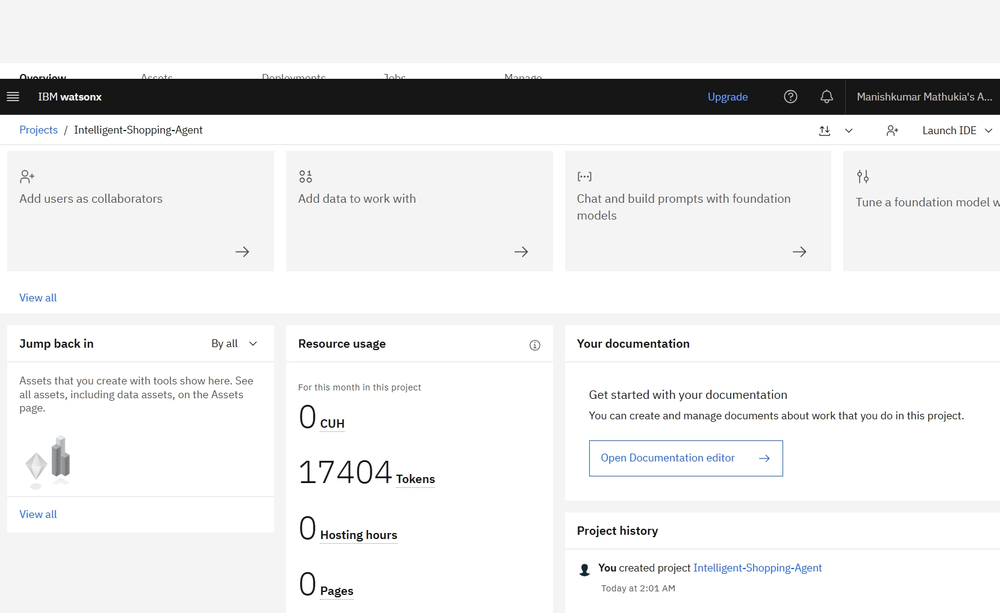 Overview Assets Deployments Jobs Manage
IBM watsonx Upgrade Manishkumar Mathukia's A...
Projects / Intelligent-Shopping-Agent Launch IDE
Add users as collaborators
Add data to work with
Chat and build prompts with foundation
models
Tune a foundation model w
View all
Jump back in By all
Assets that you create with tools show here. See
all assets, including data assets, on the Assets
page.
View all
Resource usage
For this month in this project
0 CUH
17404 Tokens
0 Hosting hours
0 Pages
Your documentation
Get started with your documentation
You can create and manage documents about work that you do in this project.
Open Documentation editor
Project history
You created project Intelligent-Shopping-Agent
Today at 2:01 AM